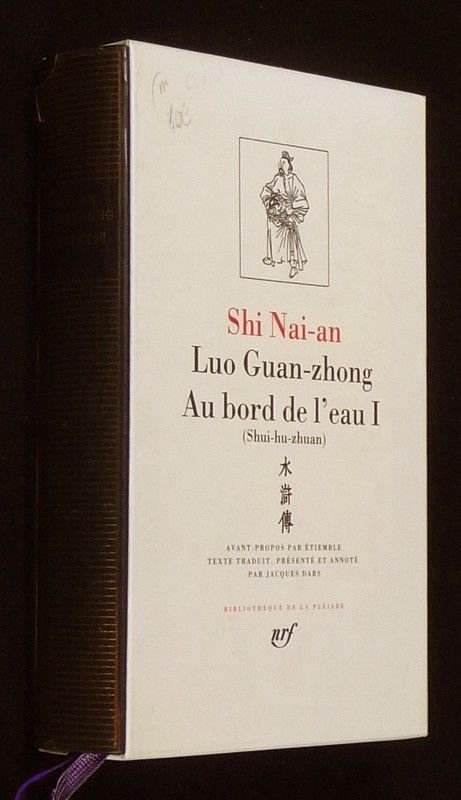 Shi Nai-an
Luo Guan-zhong
Au bord de l'eau I
(Shui-hu-zhuan)
水
滸
傳
AVANT-PROPOS PAR ÉTIEMBLE
TEXTE TRADUIT, PRÉSENTÉ ET ANNOTÉ
PAR JACQUES DARS
BIBLIOTHÈQUE DE LA PLÉIADE
nrf